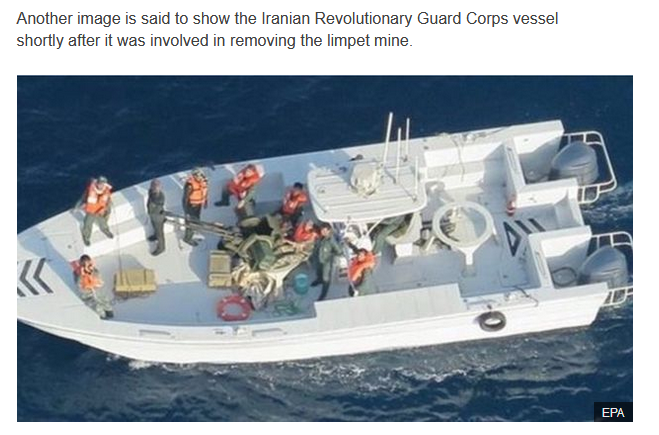 Another image is said to show the Iranian Revolutionary Guard Corps vessel
shortly after it was involved in removing the limpet mine.
EPA